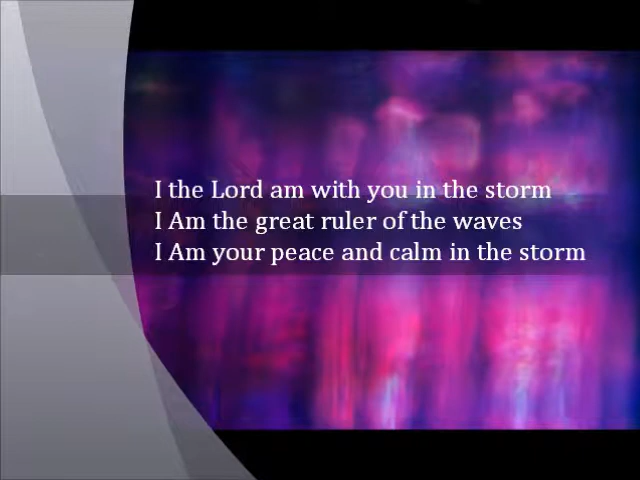 I the Lord am with you in the storm
I Am the great ruler of the waves
I Am your peace and calm in the storm